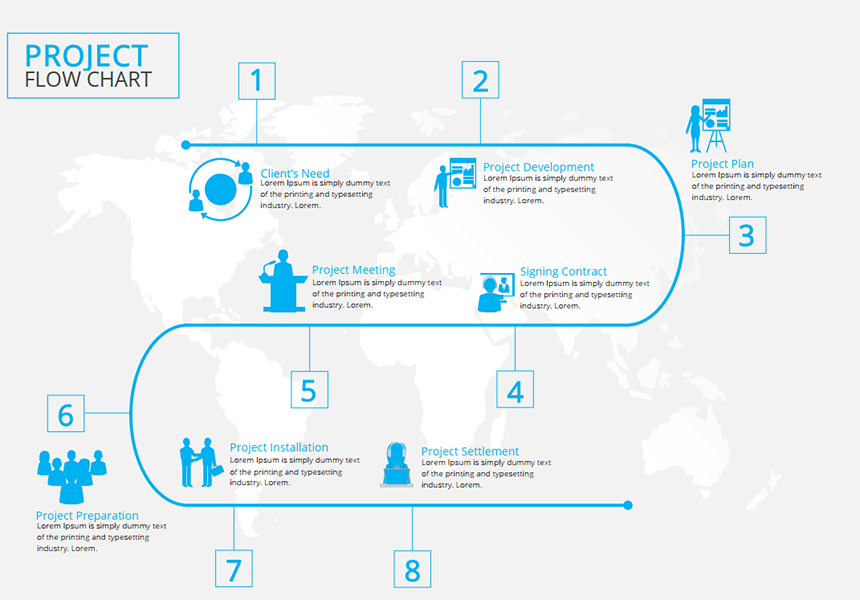 PROJECT
FLOW CHART
1
2
Client's Need
Lorem Ipsum is simply dummy text
of the printing and typesetting
industry. Lorem.
Project Development
Lorem Ipsum is simply dummy text
of the printing and typesetting
industry. Lorem.
Project Plan
Lorem Ipsum is simply dummy text
of the printing and typesetting
industry. Lorem.
3
Project Meeting
Lorem Ipsum is simply dummy text
of the printing and typesetting
industry. Lorem.
Signing Contract
Lorem Ipsum is simply dummy text
of the printing and typesetting
industry. Lorem.
5
4
6
Project Installation
Lorem Ipsum is simply dummy text
of the printing and typesetting
industry. Lorem.
Project Settlement
Lorem Ipsum is simply dummy text
of the printing and typesetting
industry. Lorem.
Project Preparation
Lorem Ipsum is simply dummy text
of the printing and typesetting
industry. Lorem.
7
8